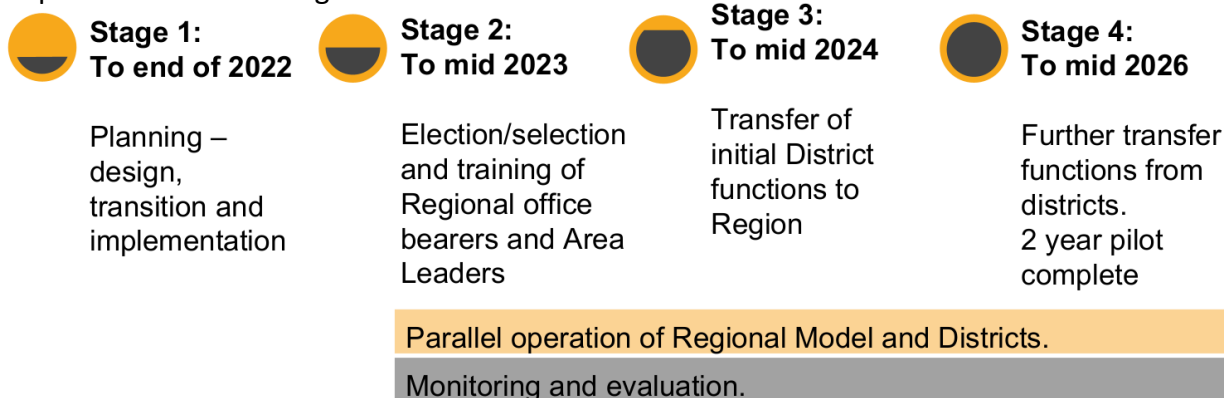 Stage 1:
To end of 2022
Planning –
design,
transition and
implementation
Stage 2:
To mid 2023
Election/selection
and training of
Regional office
bearers and Area
Leaders
Stage 3:
To mid 2024
Transfer of
initial District
functions to
Region
Stage 4:
To mid 2026
Further transfer
functions from
districts.
2 year pilot
complete
Parallel operation of Regional Model and Districts.
Monitoring and evaluation.